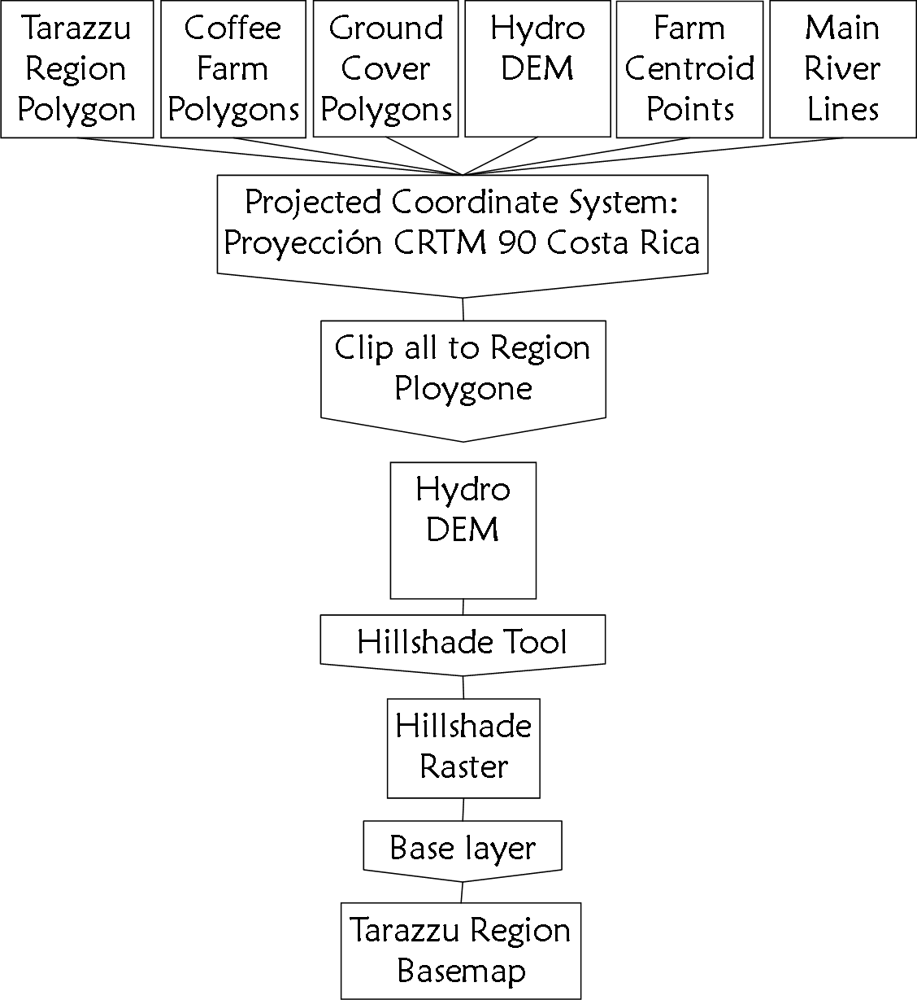 Tarazzu
Region
Polygon
Coffee
Farm
Polygons
Ground
Cover
Polygons
Hydro
DEM
Farm
Centroid
Points
Main
River
Lines
Projected Coordinate System:
Proyección CRTM 90 Costa Rica
Clip all to Region
Ploygone
Hydro
DEM
Hillshade Tool
Hillshade
Raster
Base layer
Tarazzu Region
Basemap